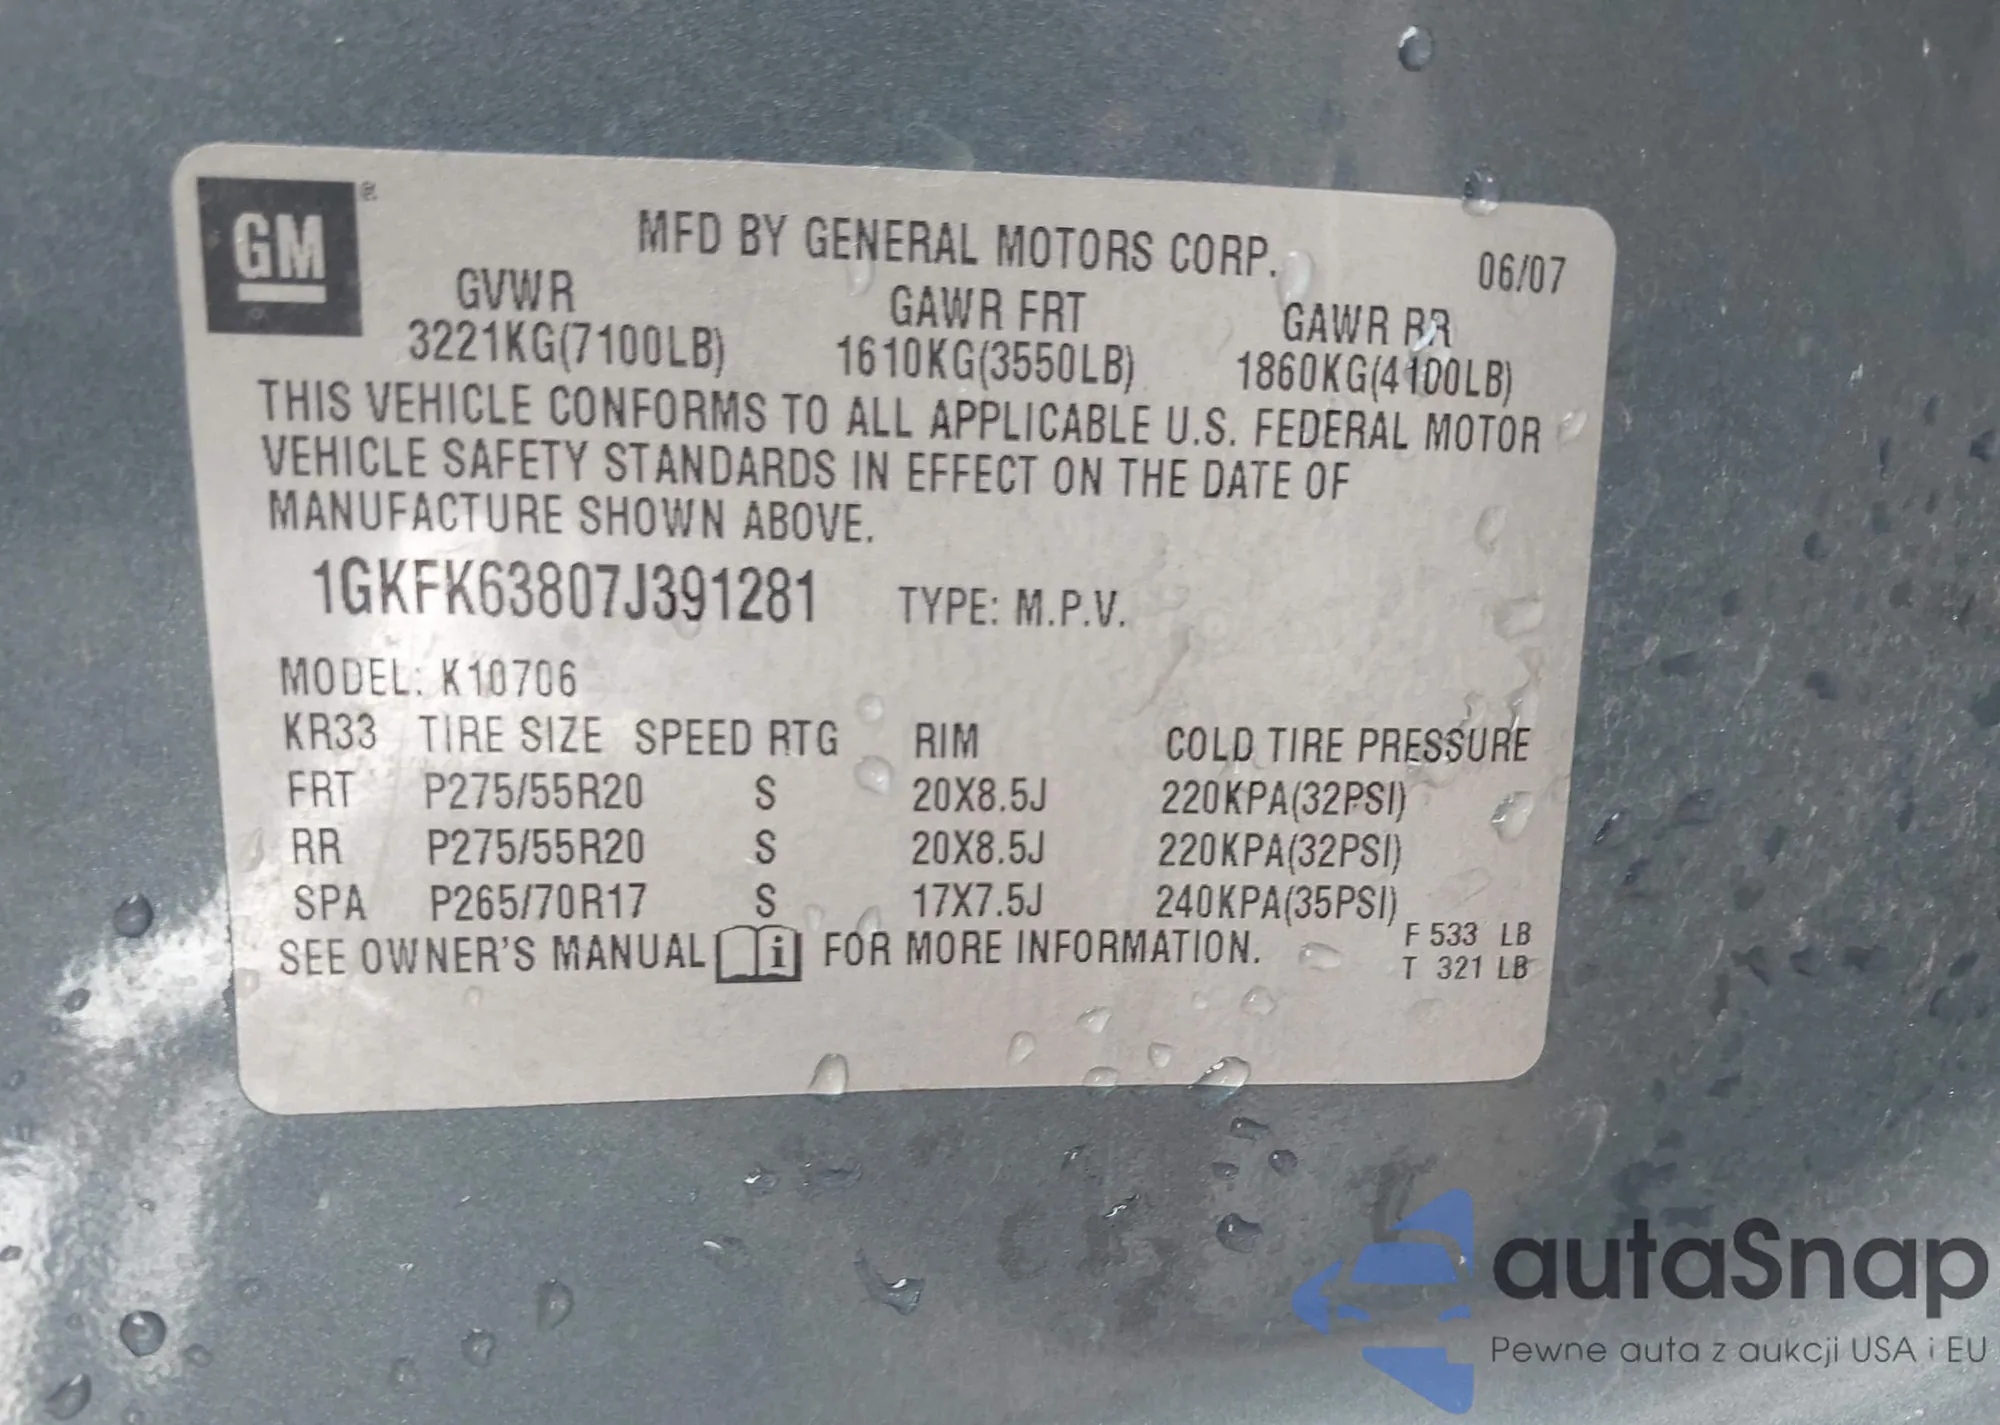 GM ®
MFD BY GENERAL MOTORS CORP. 06/07
GVWR GAWR FRT GAWR RR
3221KG(7100LB) 1610KG(3550LB) 1860KG(4100LB)
THIS VEHICLE CONFORMS TO ALL APPLICABLE U.S. FEDERAL MOTOR
VEHICLE SAFETY STANDARDS IN EFFECT ON THE DATE OF
MANUFACTURE SHOWN ABOVE.
1GKFK63807J391281 TYPE: M.P.V.
MODEL: K10706
KR33 TIRE SIZE SPEED RTG RIM COLD TIRE PRESSURE
FRT P275/55R20 S 20X8.5J 220KPA(32PSI)
RR P275/55R20 S 20X8.5J 220KPA(32PSI)
SPA P265/70R17 S 17X7.5J 240KPA(35PSI)
SEE OWNER'S MANUAL i FOR MORE INFORMATION.
F 533 LB
T 321 LB
autaSnap
Pewne auta z aukcji USA i EU